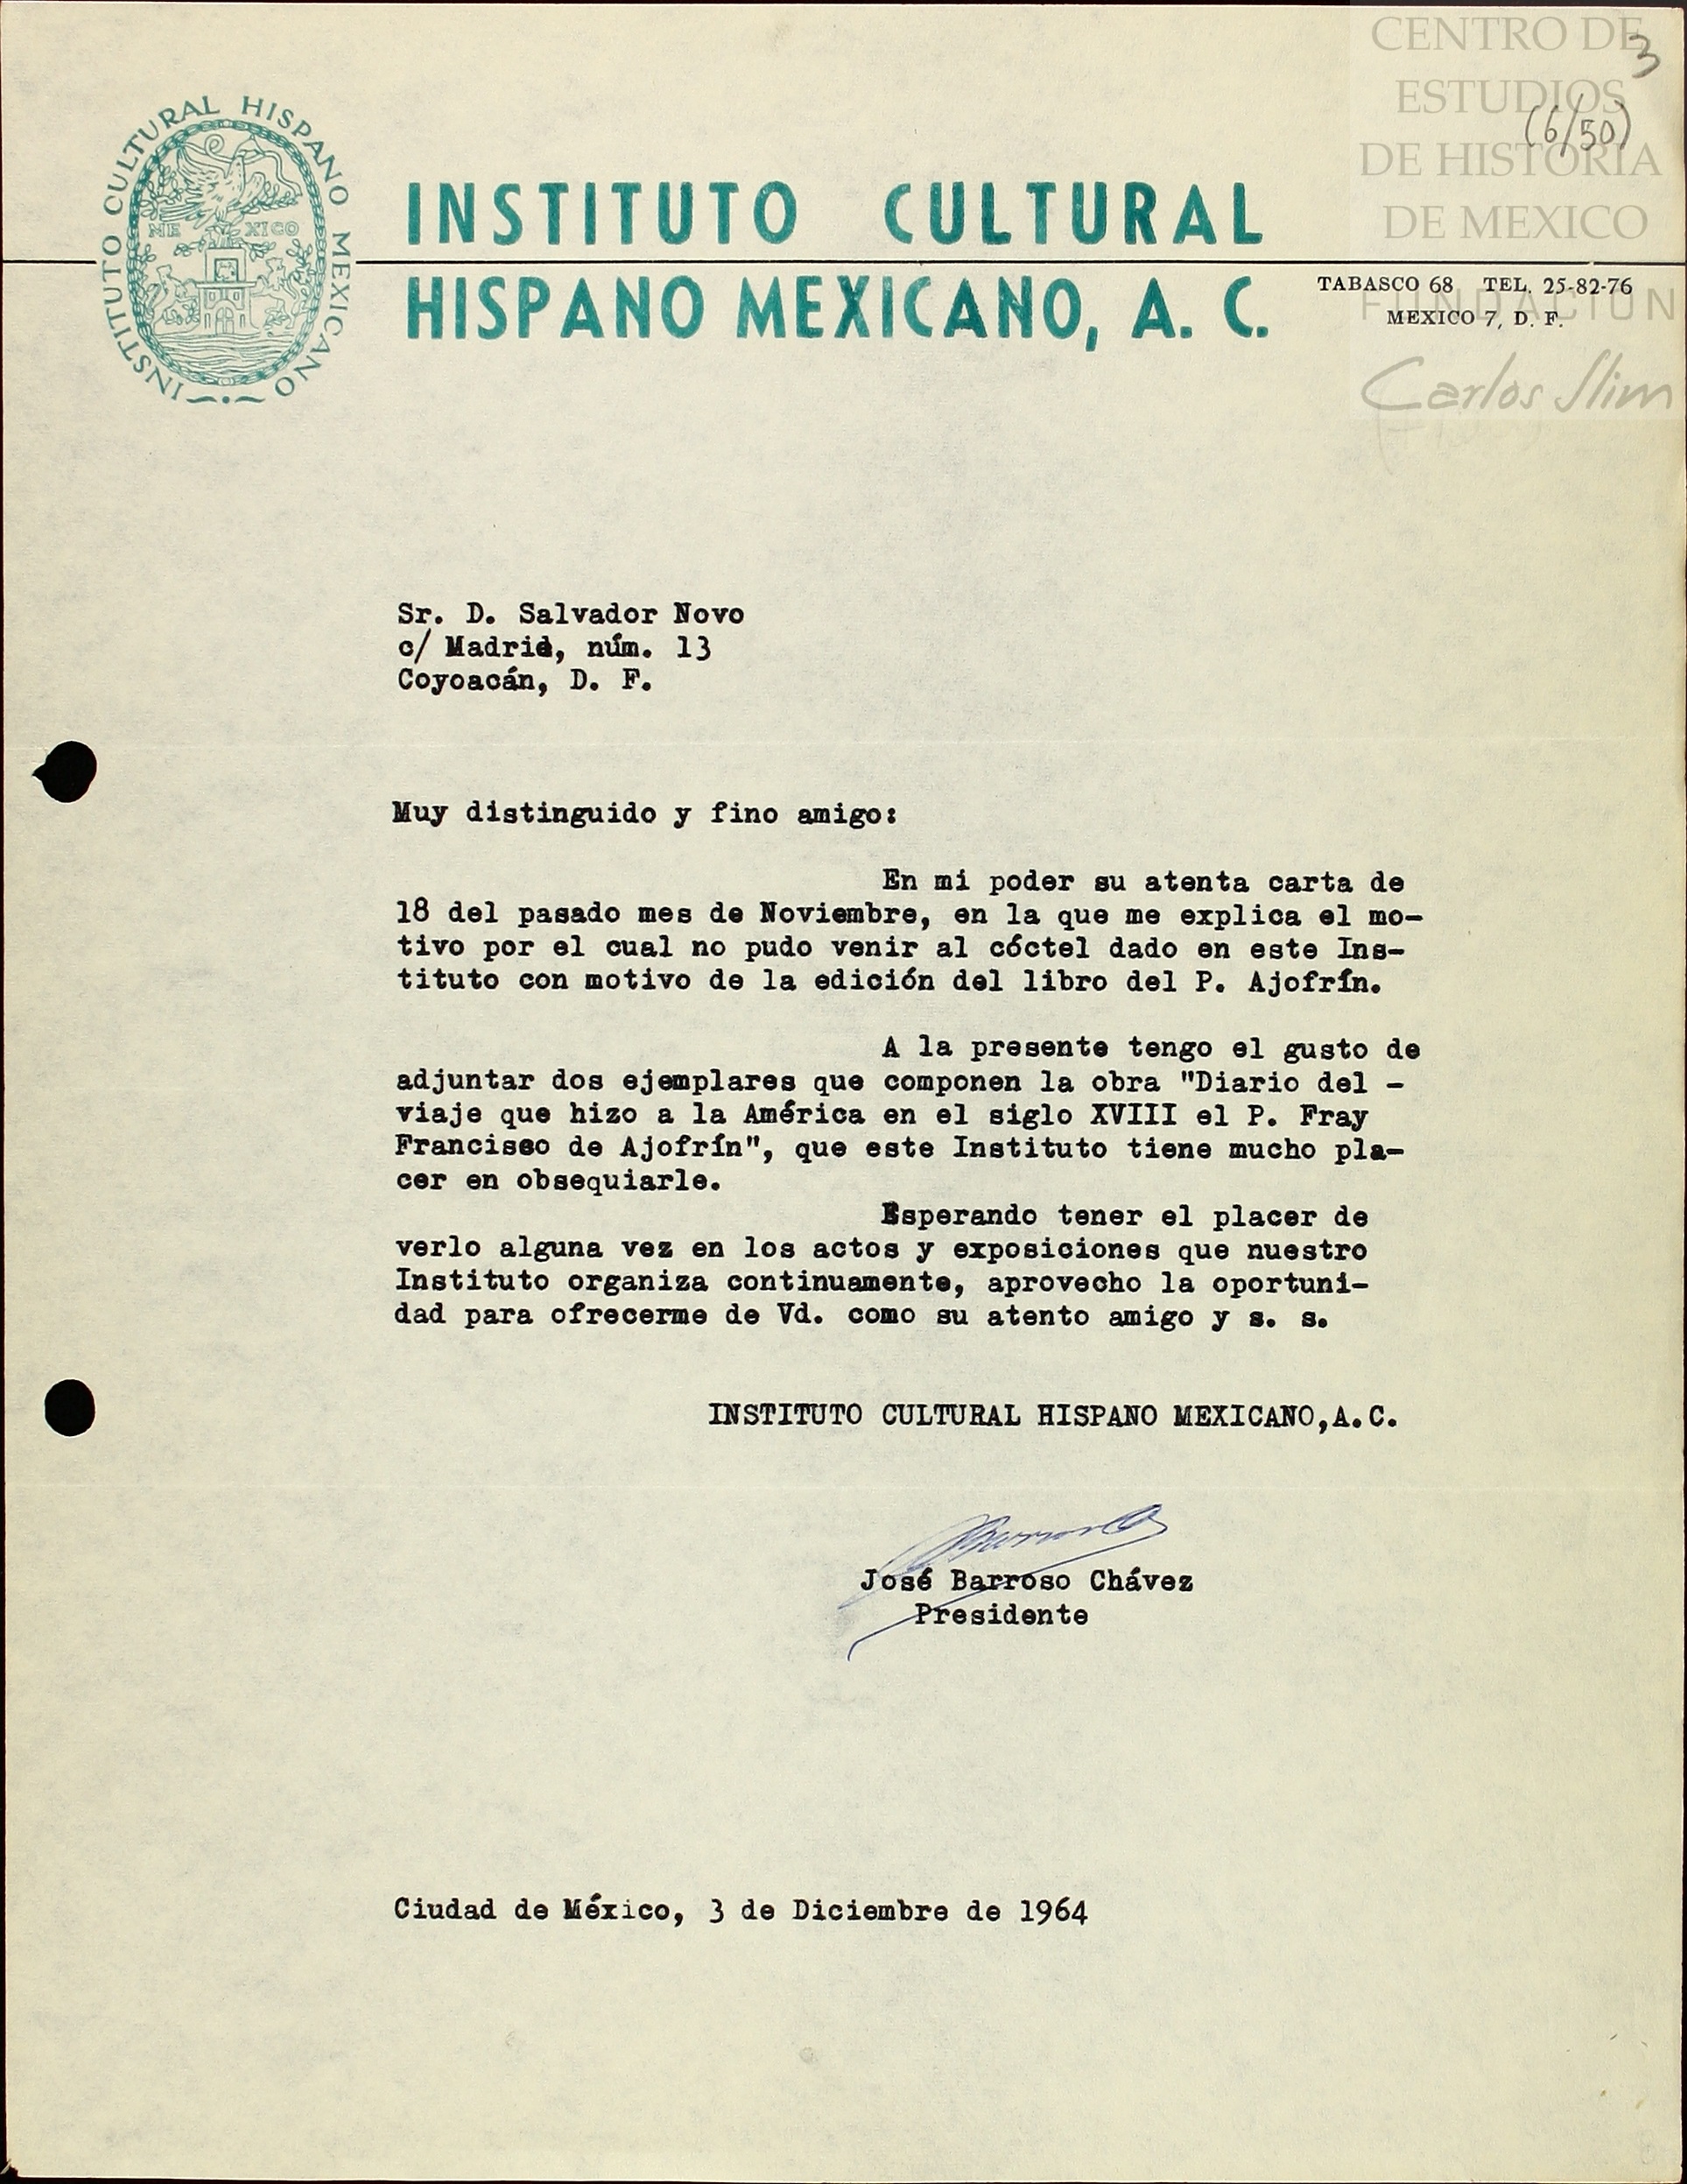 CENTRO DE
ESTUDIOS
DE HISTORIA
DE MEXICO
FUNDACION
Carlos Slim
3
(6/50)
INSTITUTO CULTURAL HISPANO MEXICANO
ME XICO
INSTITUTO CULTURAL
HISPANO MEXICANO, A. C.
TABASCO 68 TEL. 25-82-76
MEXICO 7, D. F.
Sr. D. Salvador Novo
c/ Madrid, núm. 13
Coyoacán, D. F.
Muy distinguido y fino amigo:
En mi poder su atenta carta de
18 del pasado mes de Noviembre, en la que me explica el mo-
tivo por el cual no pudo venir al cóctel dado en este Ins-
tituto con motivo de la edición del libro del P. Ajofrín.
A la presente tengo el gusto de
adjuntar dos ejemplares que componen la obra "Diario del -
viaje que hizo a la América en el siglo XVIII el P. Fray
Francisco de Ajofrín", que este Instituto tiene mucho pla-
cer en obsequiarle.
Esperando tener el placer de
verlo alguna vez en los actos y exposiciones que nuestro
Instituto organiza continuamente, aprovecho la oportuni-
dad para ofrecerme de Vd. como su atento amigo y s. s.
INSTITUTO CULTURAL HISPANO MEXICANO,A.C.
José Barroso Chávez
Presidente
Ciudad de México, 3 de Diciembre de 1964